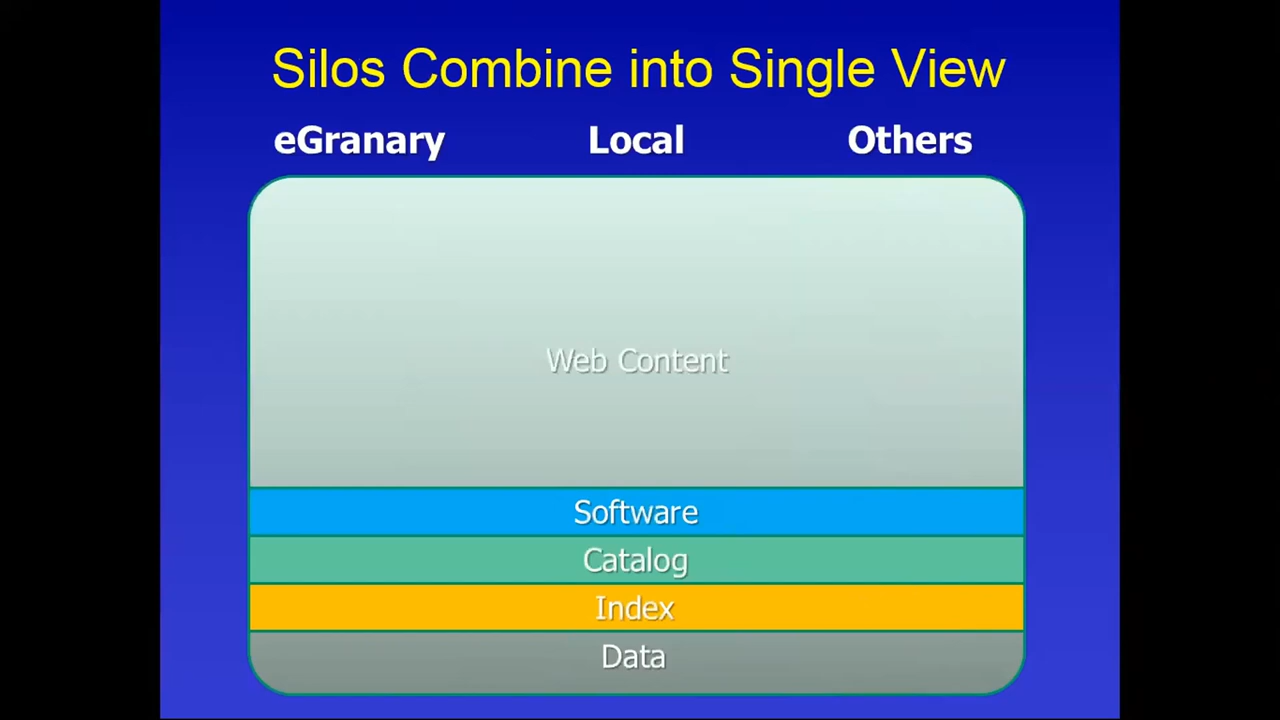 Silos Combine into Single View
eGranary Local Others
Web Content
Software
Catalog
Index
Data